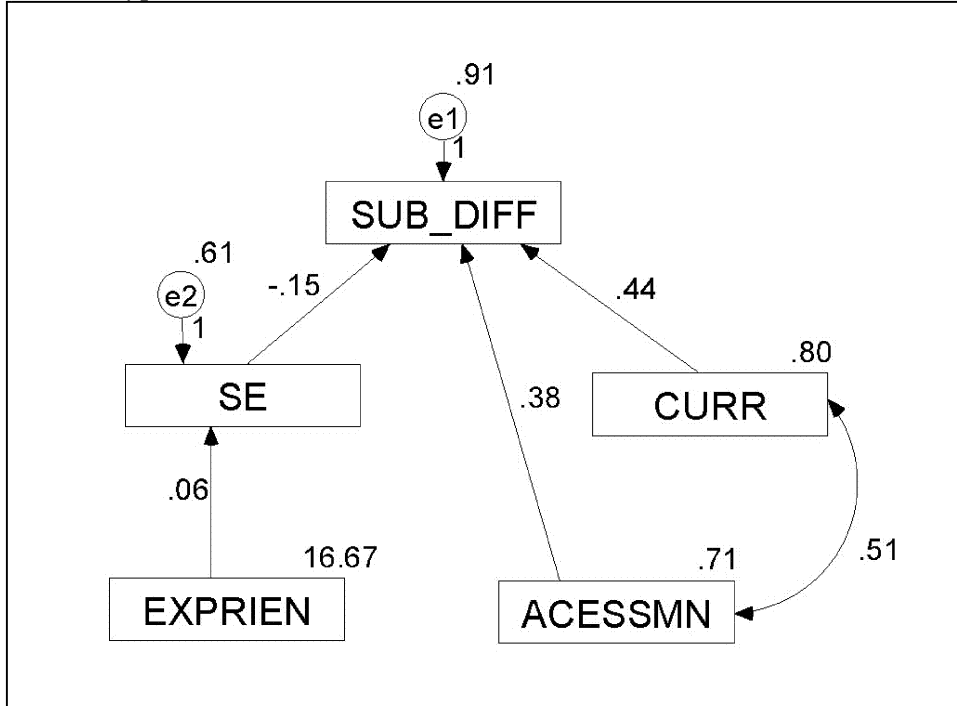 .91
e1
1
SUB_DIFF
.61
e2
1
-.15
.44
SE
.80
CURR
.38
.06
.51
16.67
.71
EXPRIEN
ACESSMN